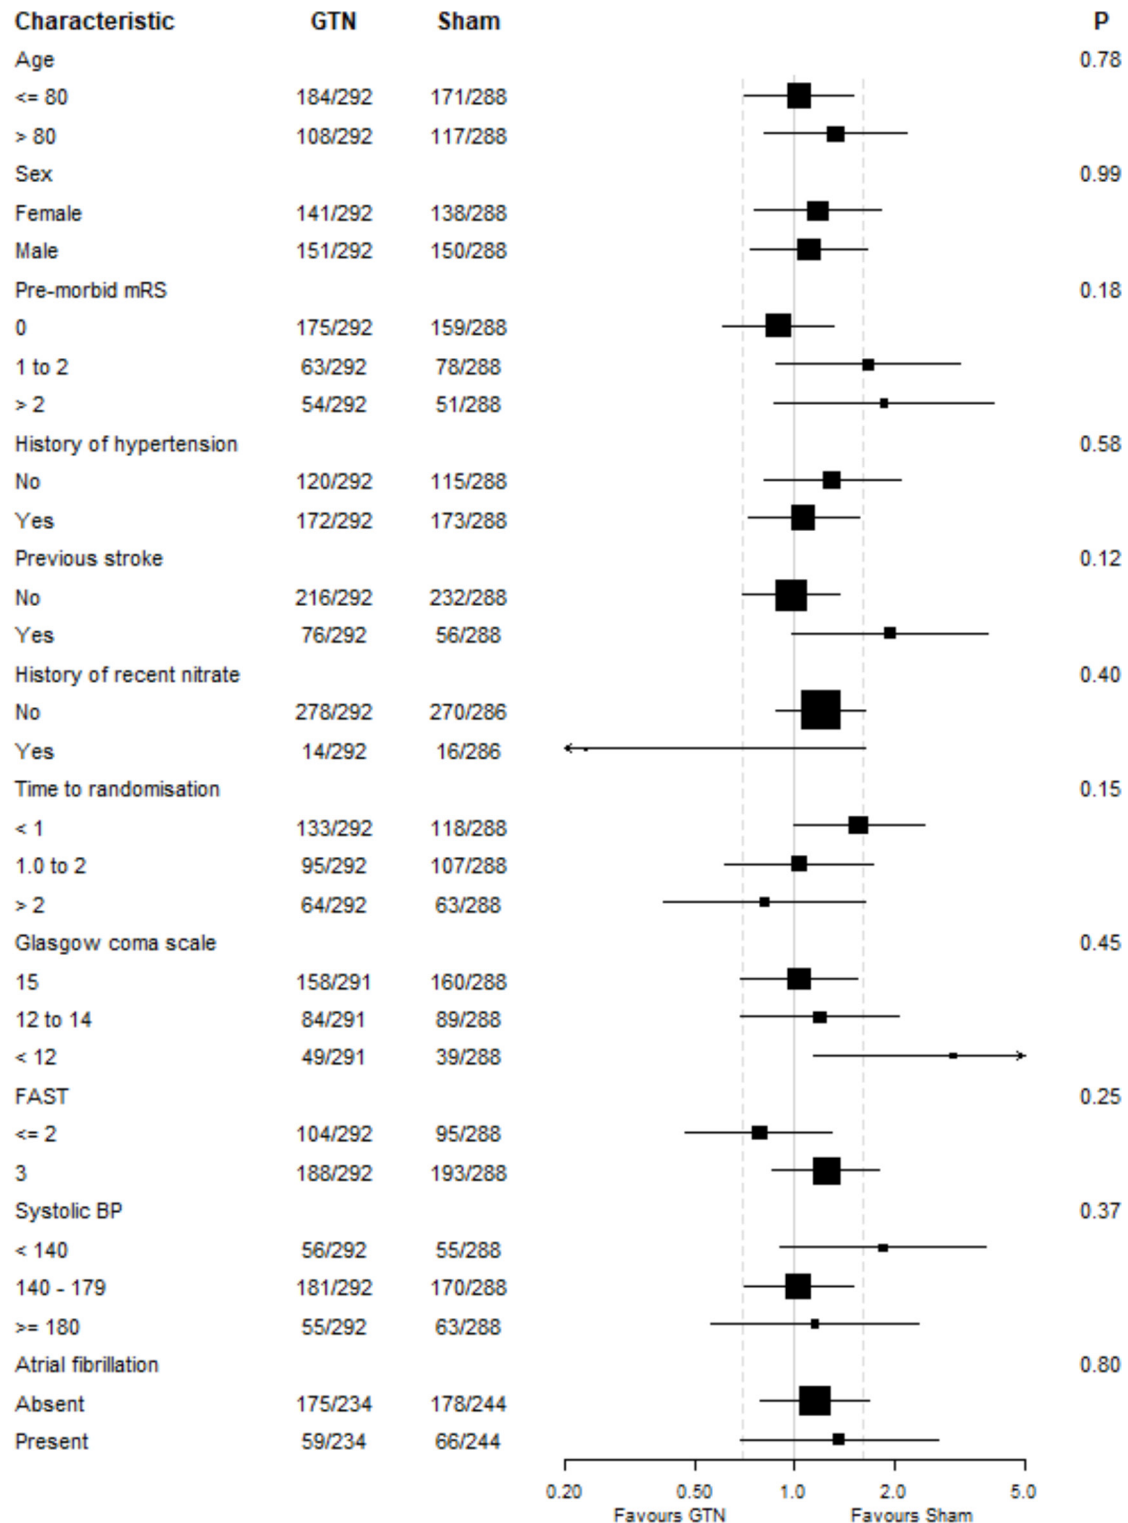 Characteristic GTN Sham P
Age 0.78
<= 80 184/292 171/288
> 80 108/292 117/288
Sex 0.99
Female 141/292 138/288
Male 151/292 150/288
Pre-morbid mRS 0.18
0 175/292 159/288
1 to 2 63/292 78/288
> 2 54/292 51/288
History of hypertension 0.58
No 120/292 115/288
Yes 172/292 173/288
Previous stroke 0.12
No 216/292 232/288
Yes 76/292 56/288
History of recent nitrate 0.40
No 278/292 270/286
Yes 14/292 16/286
Time to randomisation 0.15
< 1 133/292 118/288
1.0 to 2 95/292 107/288
> 2 64/292 63/288
Glasgow coma scale 0.45
15 158/291 160/288
12 to 14 84/291 89/288
< 12 49/291 39/288
FAST 0.25
<= 2 104/292 95/288
3 188/292 193/288
Systolic BP 0.37
< 140 56/292 55/288
140 - 179 181/292 170/288
>= 180 55/292 63/288
Atrial fibrillation 0.80
Absent 175/234 178/244
Present 59/234 66/244
0.20 0.50 1.0 2.0 5.0
Favours GTN Favours Sham